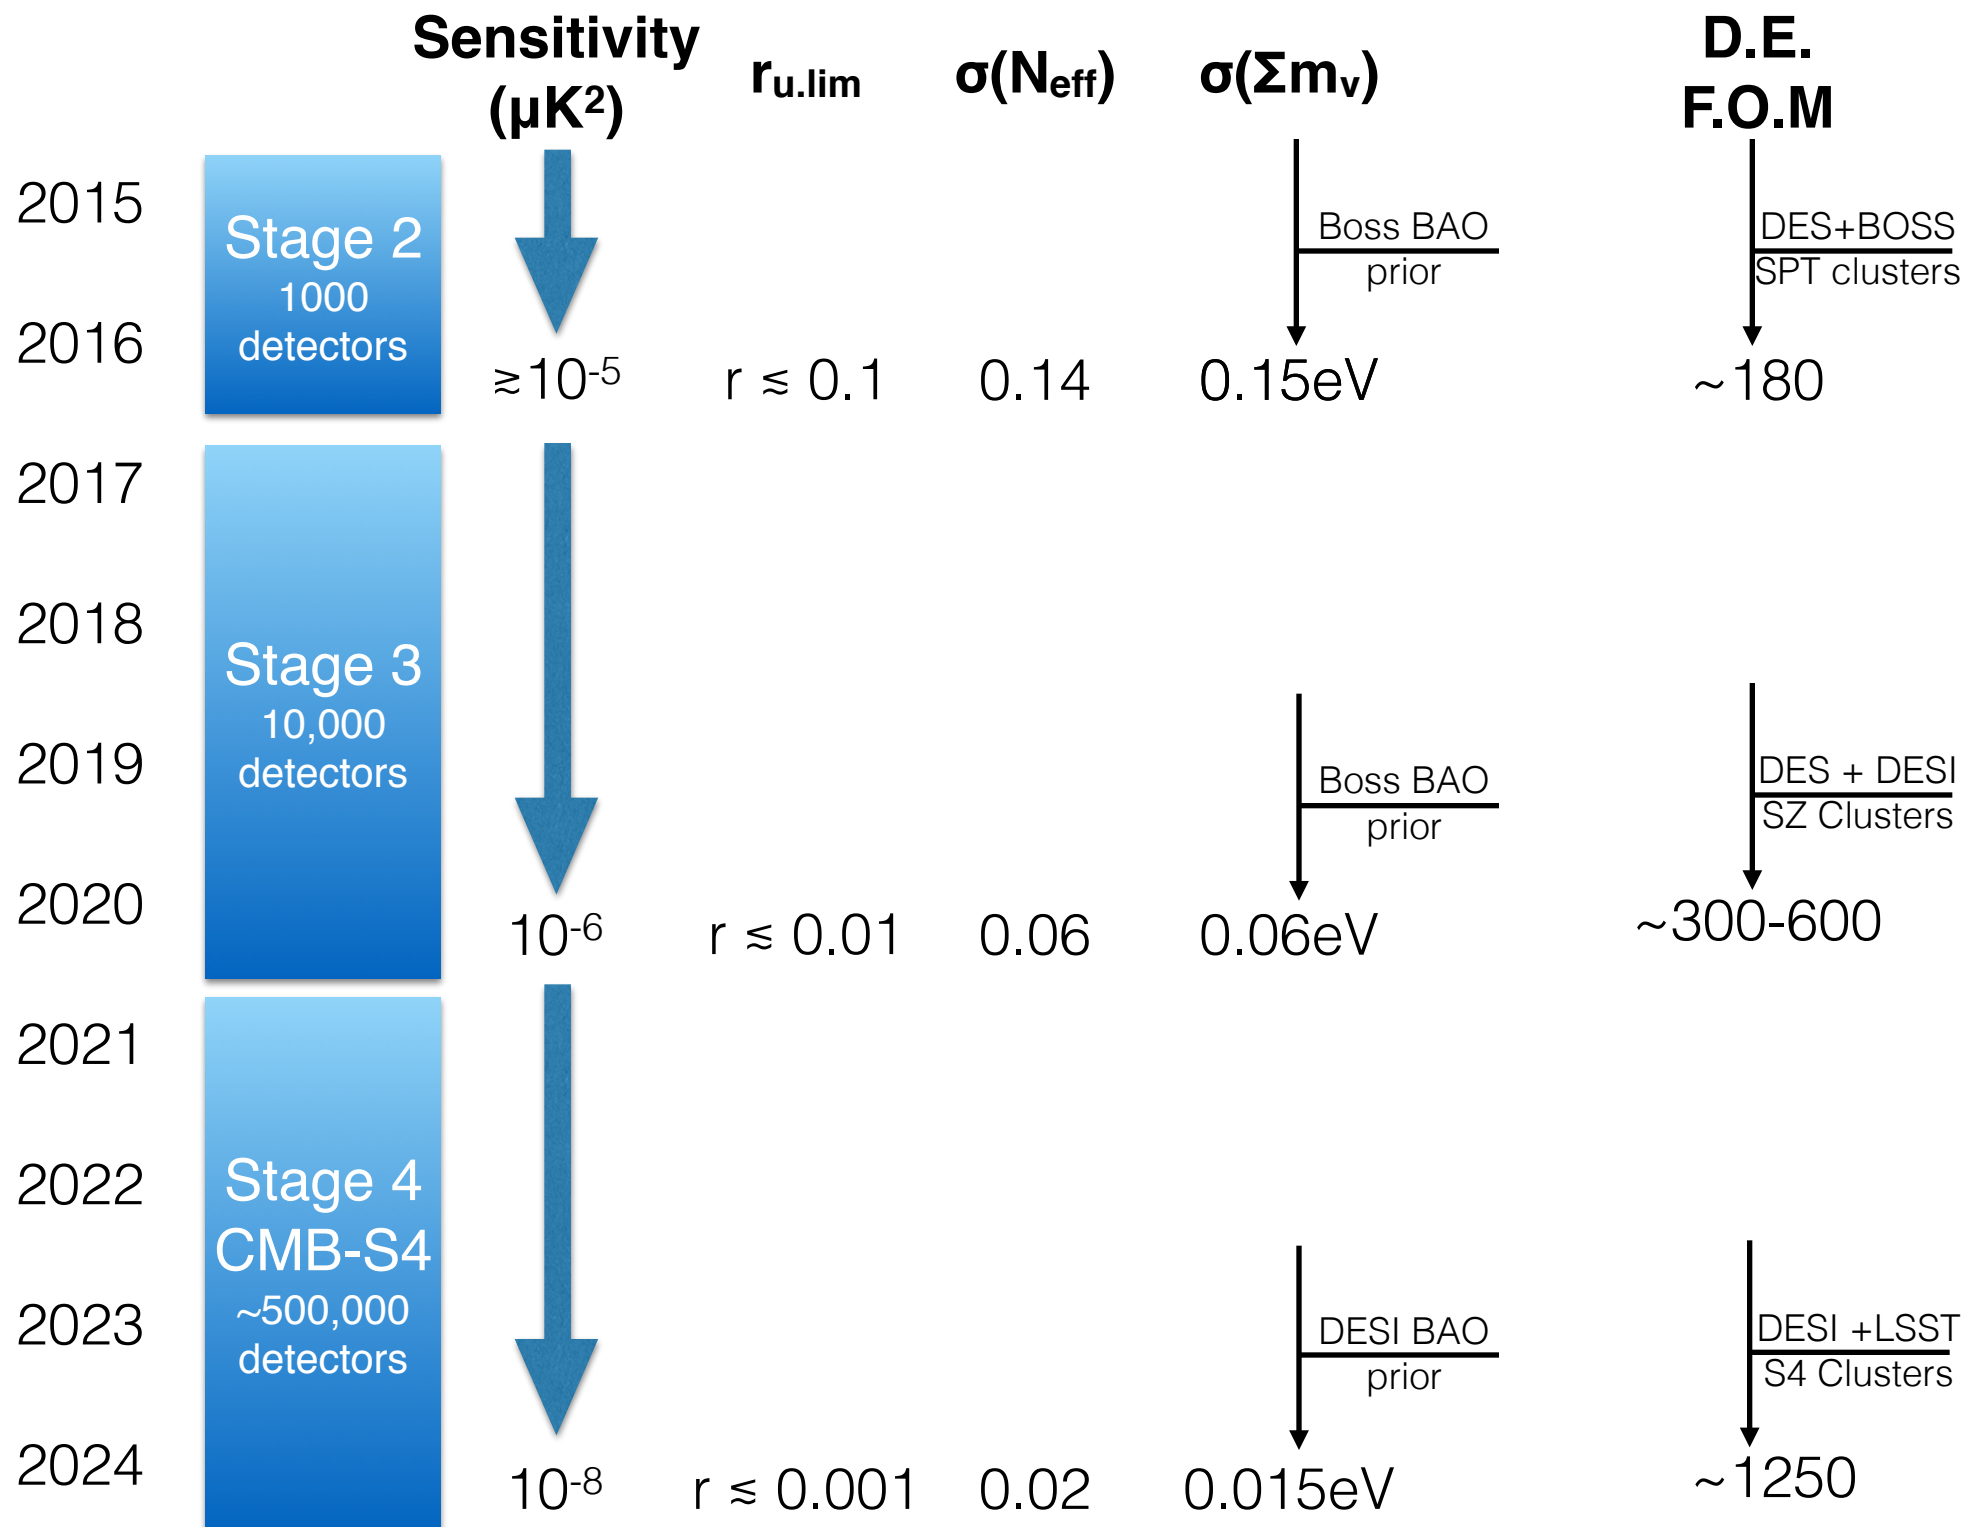 Sensitivity
(μK²)
r_u.lim
σ(N_eff)
σ(Σm_ν)
D.E.
F.O.M
2015
Stage 2
1000
detectors
Boss BAO
prior
DES+BOSS
SPT clusters
2016
≳10⁻⁵
r ≲ 0.1
0.14
0.15eV
~180
2017
2018
Stage 3
10,000
detectors
2019
Boss BAO
prior
DES + DESI
SZ Clusters
2020
10⁻⁶
r ≲ 0.01
0.06
0.06eV
~300-600
2021
2022
Stage 4
CMB-S4
~500,000
detectors
2023
DESI BAO
prior
DESI +LSST
S4 Clusters
2024
10⁻⁸
r ≲ 0.001
0.02
0.015eV
~1250